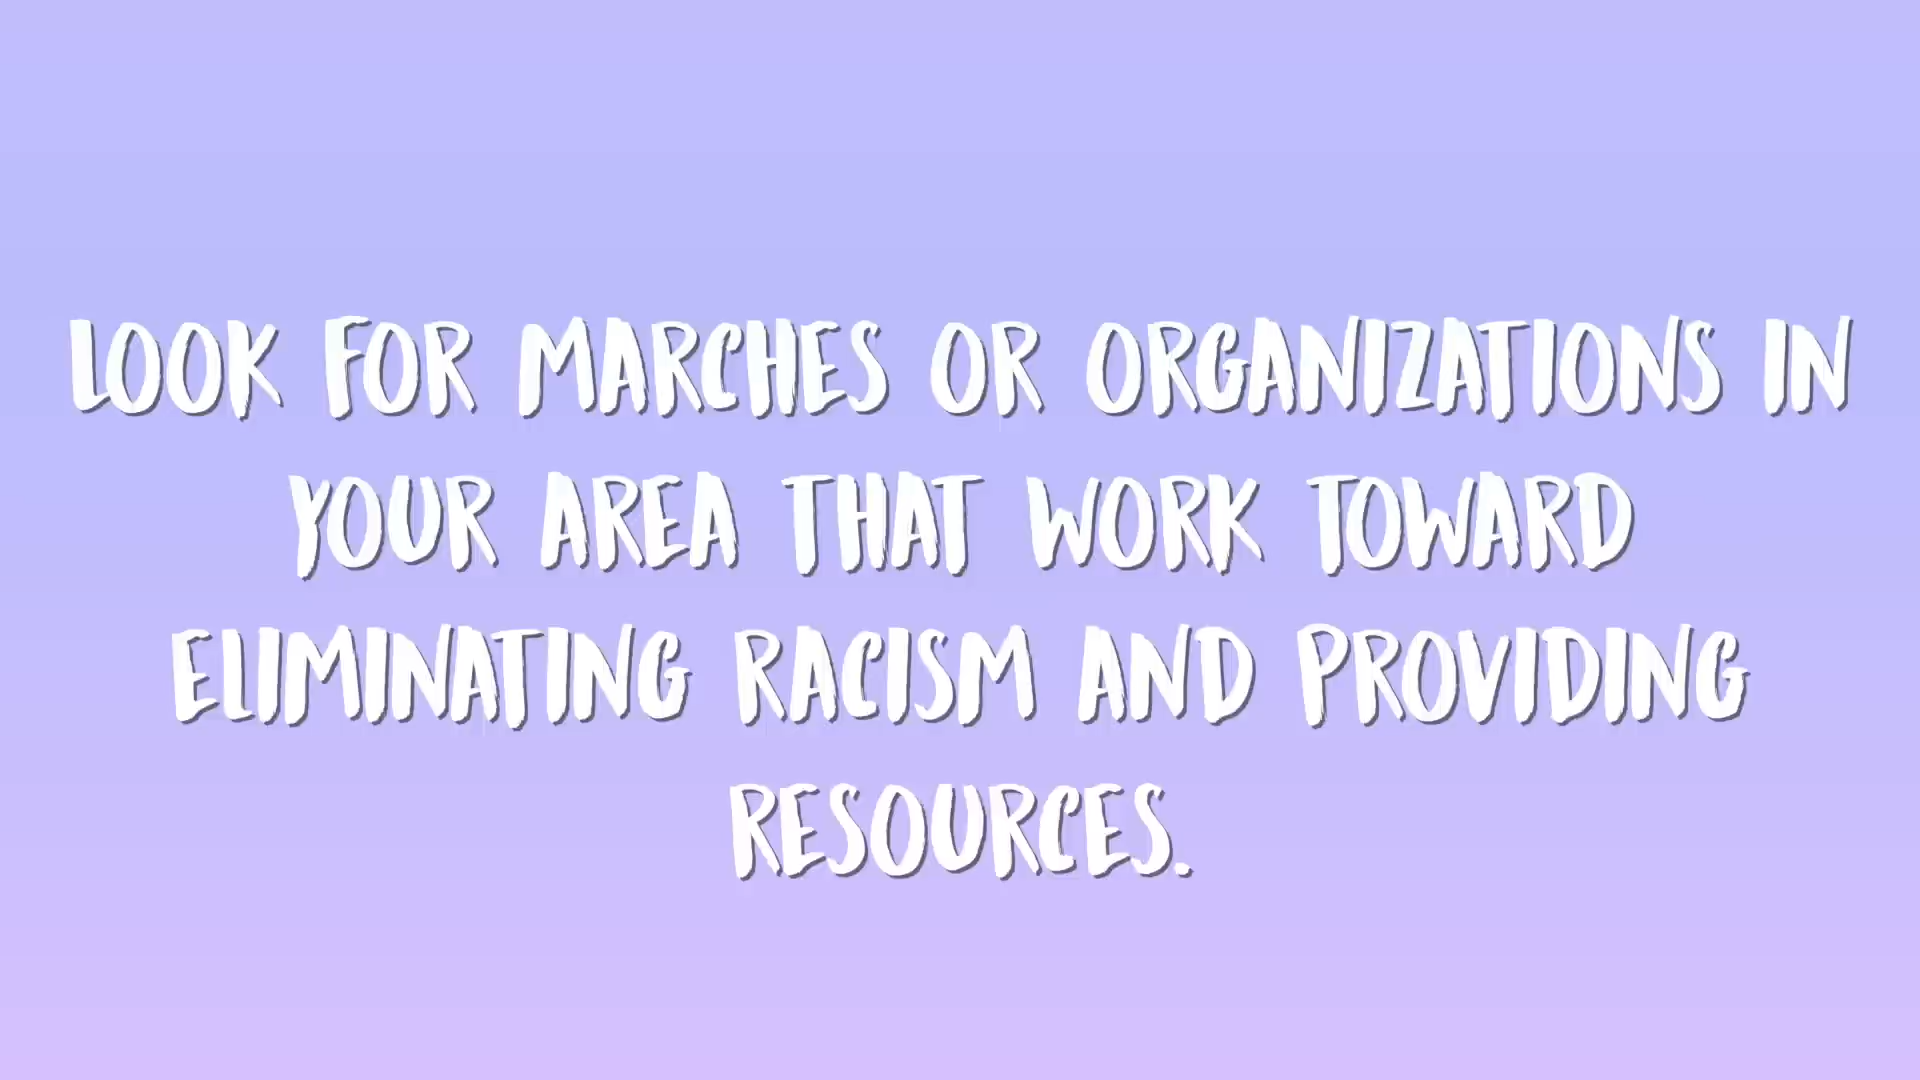 LOOK FOR MARCHES OR ORGANIZATIONS IN
YOUR AREA THAT WORK TOWARD
ELIMINATING RACISM AND PROVIDING
RESOURCES.